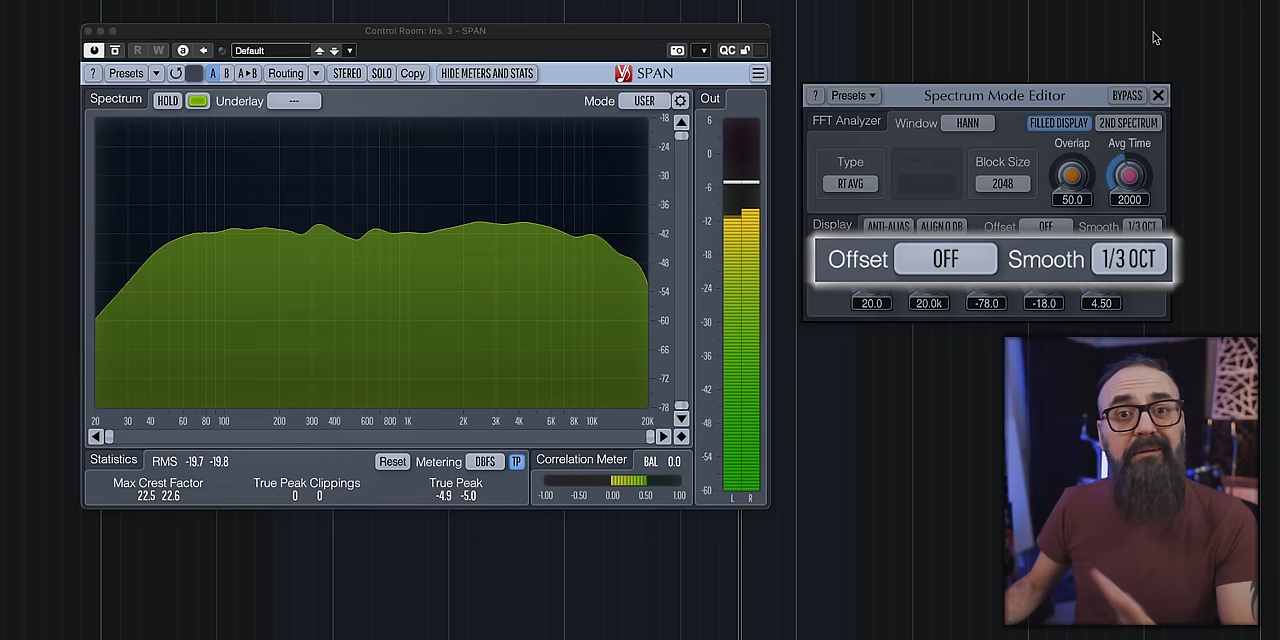 Control Room: Ins. 3 - SPAN
R W a Default QC
? Presets A B A▸B Routing STEREO SOLO Copy HIDE METERS AND STATS SPAN
Spectrum HOLD Underlay --- Mode USER Out
-18
-24
-30
-36
-42
-48
-54
-60
-66
-72
-78
6
0
-6
-12
-18
-24
-30
-36
-42
-48
-54
-60
L R
20 30 40 60 80 100 200 300 400 600 800 1K 2K 3K 4K 6K 8K 10K 20K
Statistics RMS -19.7 -19.8 Reset Metering DBFS TP Correlation Meter BAL 0.0
Max Crest Factor True Peak Clippings True Peak
22.5 22.6 0 0 -4.9 -5.0
-1.00 -0.50 0.00 0.50 1.00
? Presets Spectrum Mode Editor BYPASS
FFT Analyzer Window HANN FILLED DISPLAY 2ND SPECTRUM
Overlap Avg Time
Type Block Size
RT AVG 2048
50.0 2000
Display ANTI-ALIAS ALIGN 0 DB Offset OFF Smooth 1/3 OCT
Offset OFF Smooth 1/3 OCT
20.0 20.0k -78.0 -18.0 4.50